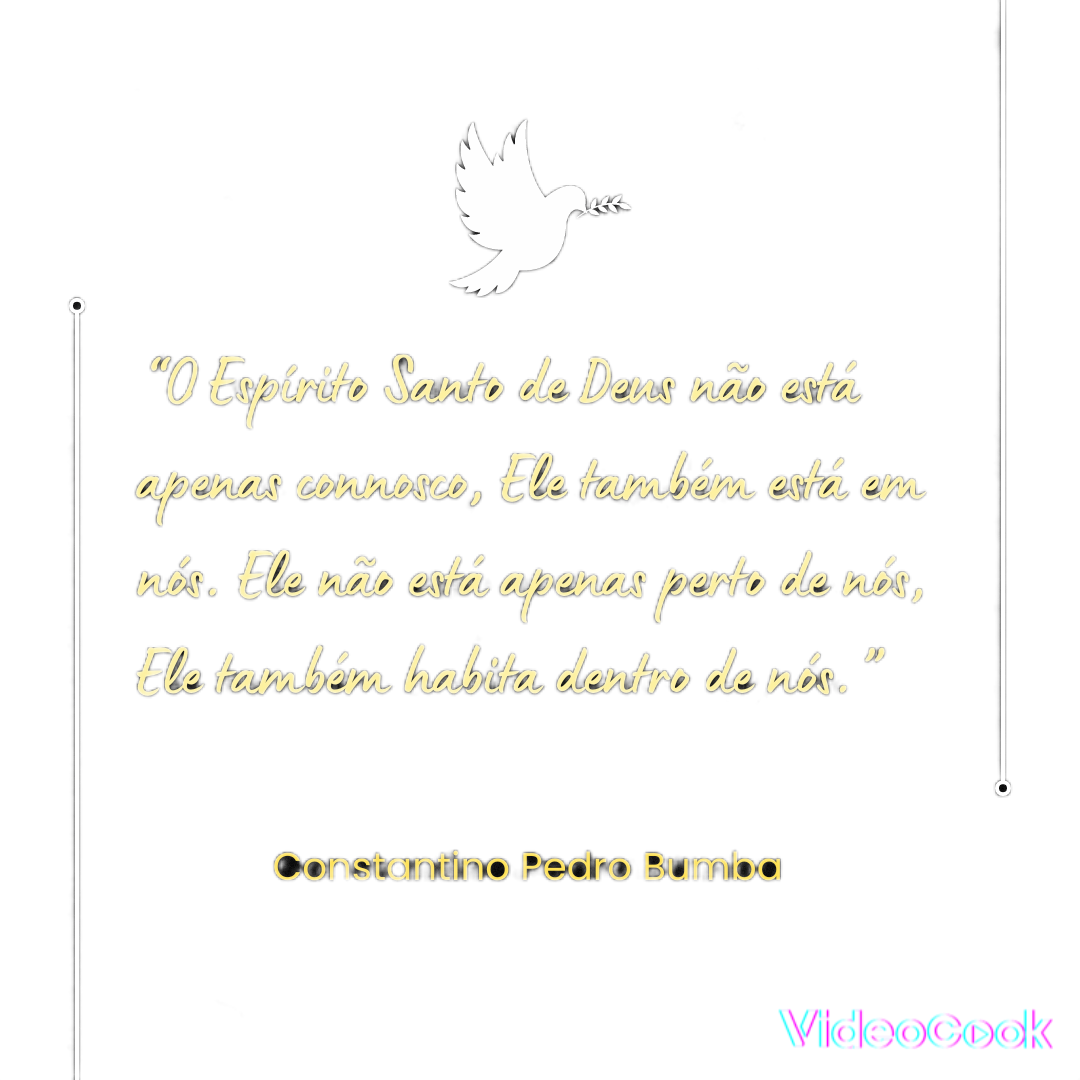 “O Espírito Santo de Deus não está
apenas connosco, Ele também está em
nós. Ele não está apenas perto de nós,
Ele também habita dentro de nós.”
Constantino Pedro Bumba
VideoCook